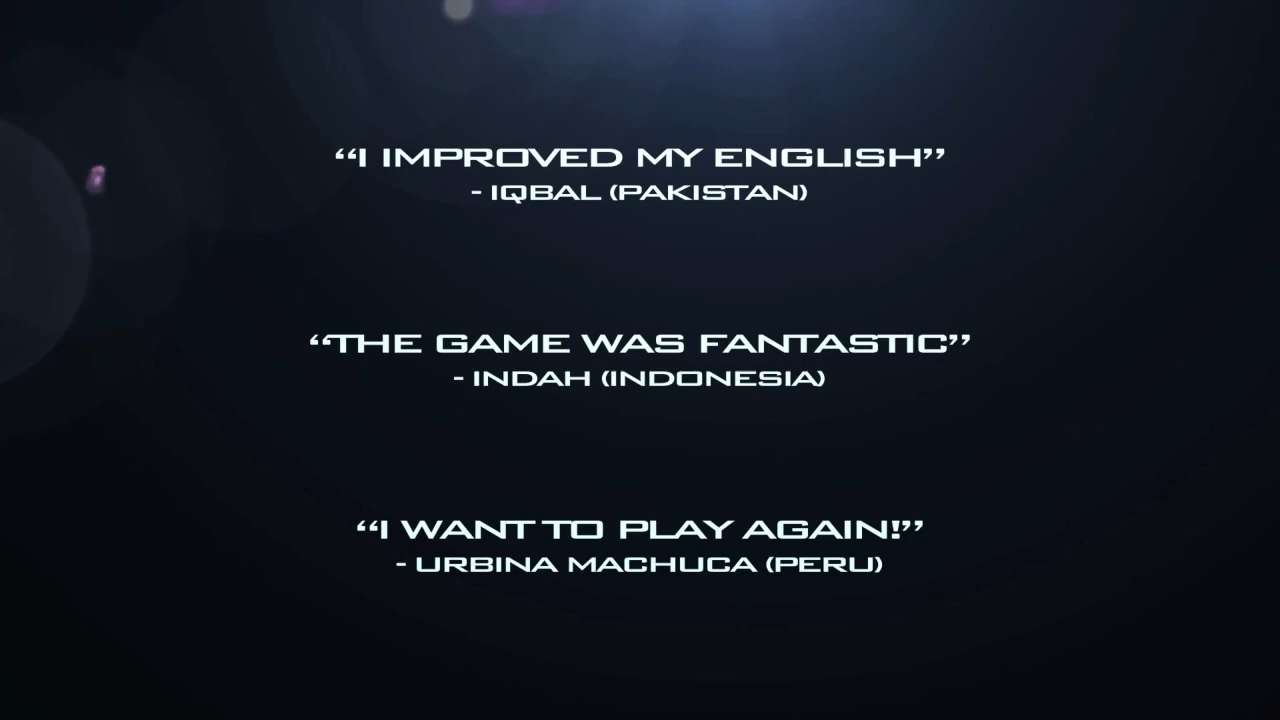 “I IMPROVED MY ENGLISH”
- IQBAL (PAKISTAN)
“THE GAME WAS FANTASTIC”
- INDAH (INDONESIA)
“I WANT TO PLAY AGAIN!”
- URBINA MACHUCA (PERU)